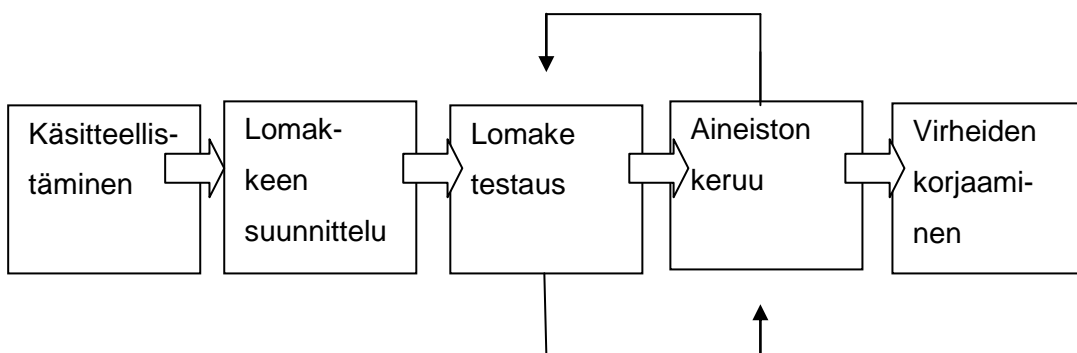 Käsitteellis-
täminen
Lomak-
keen
suunnittelu
Lomake
testaus
Aineiston
keruu
Virheiden
korjaami-
nen